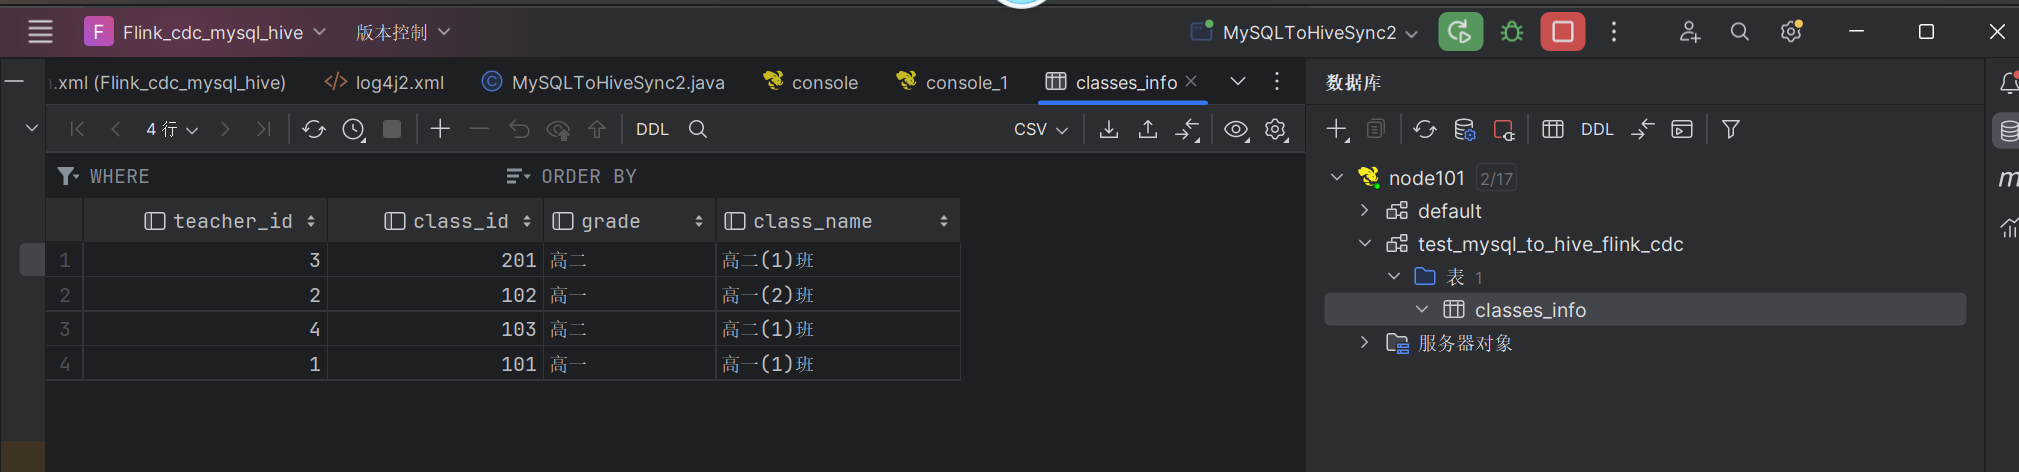 F Flink_cdc_mysql_hive 版本控制 MySQLToHiveSync2
.xml (Flink_cdc_mysql_hive) </> log4j2.xml MySQLToHiveSync2.java console console_1 classes_info 数据库
4 行 DDL CSV DDL
WHERE ORDER BY
teacher_id class_id grade class_name
1 3 201 高二 高二(1)班
2 2 102 高一 高一(2)班
3 4 103 高二 高二(1)班
4 1 101 高一 高一(1)班
node101 2/17
default
test_mysql_to_hive_flink_cdc
表 1
classes_info
服务器对象